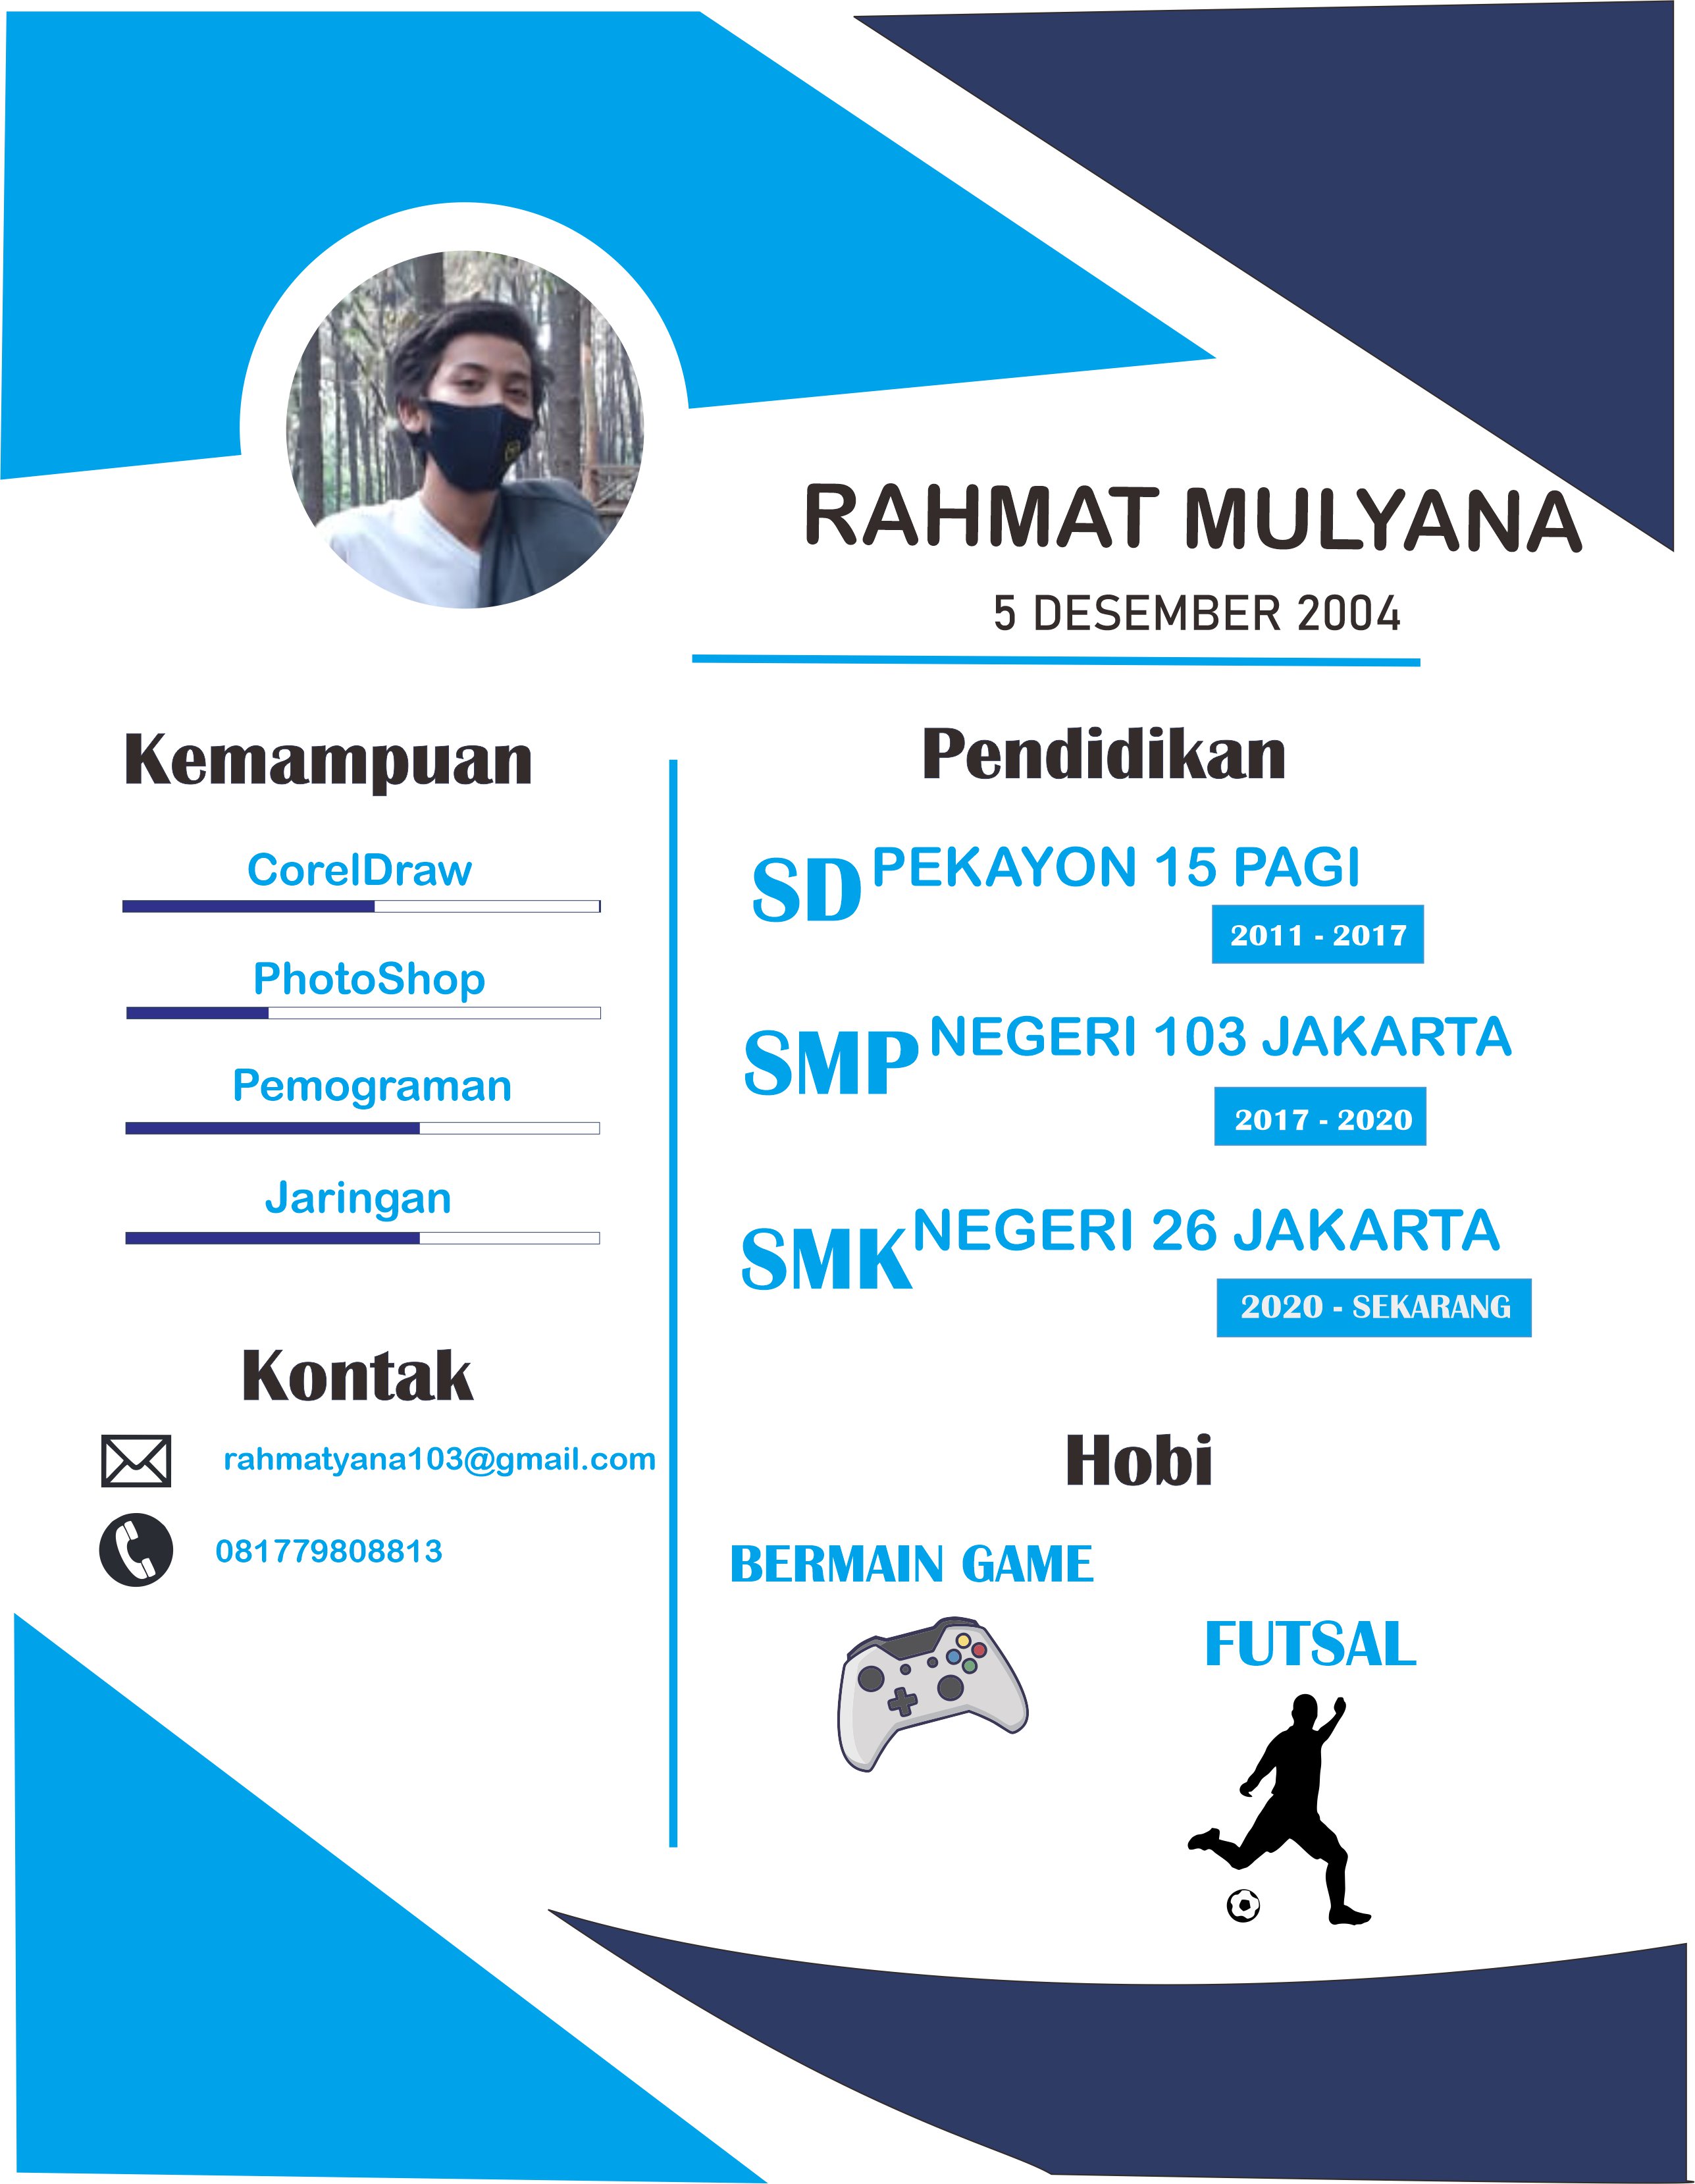 RAHMAT MULYANA
5 DESEMBER 2004
Kemampuan
CorelDraw
PhotoShop
Pemograman
Jaringan
Kontak
rahmatyana103@gmail.com
081779808813
Pendidikan
SD PEKAYON 15 PAGI
2011 - 2017
SMP NEGERI 103 JAKARTA
2017 - 2020
SMK NEGERI 26 JAKARTA
2020 - SEKARANG
Hobi
BERMAIN GAME
FUTSAL